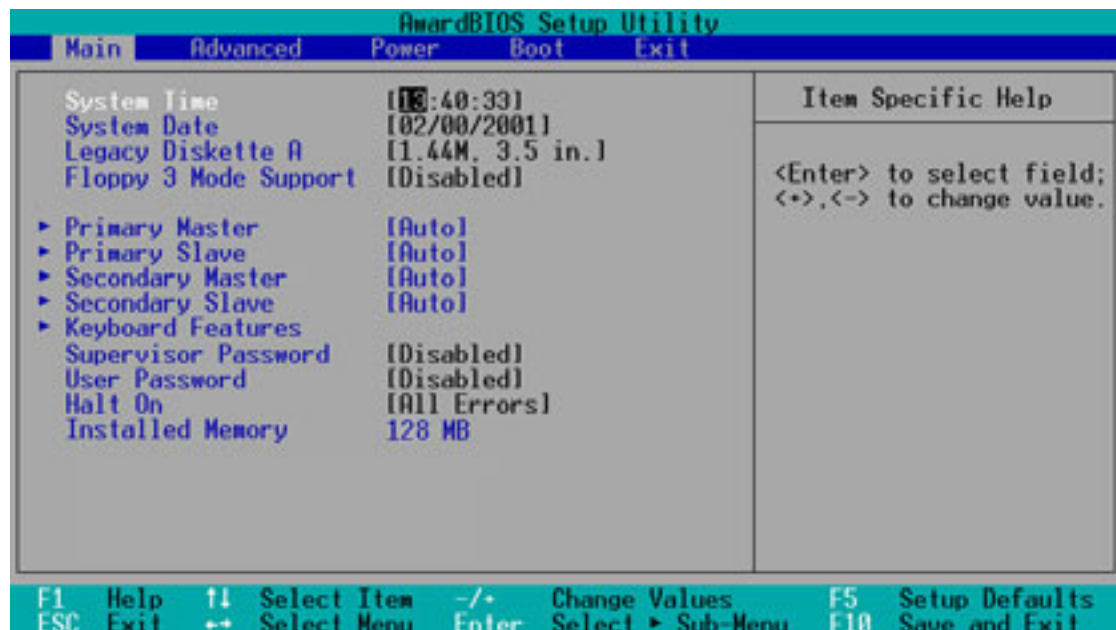 AwardBIOS Setup Utility
Main Advanced Power Boot Exit
System Time [13:40:33]
System Date [02/00/2001]
Legacy Diskette A [1.44M, 3.5 in.]
Floppy 3 Mode Support [Disabled]
▸ Primary Master [Auto]
▸ Primary Slave [Auto]
▸ Secondary Master [Auto]
▸ Secondary Slave [Auto]
▸ Keyboard Features
Supervisor Password [Disabled]
User Password [Disabled]
Halt On [All Errors]
Installed Memory 128 MB
Item Specific Help
<Enter> to select field;
<+>,<-> to change value.
F1 Help ↑↓ Select Item -/+ Change Values F5 Setup Defaults
ESC Exit ←→ Select Menu Enter Select ▸ Sub-Menu F10 Save and Exit